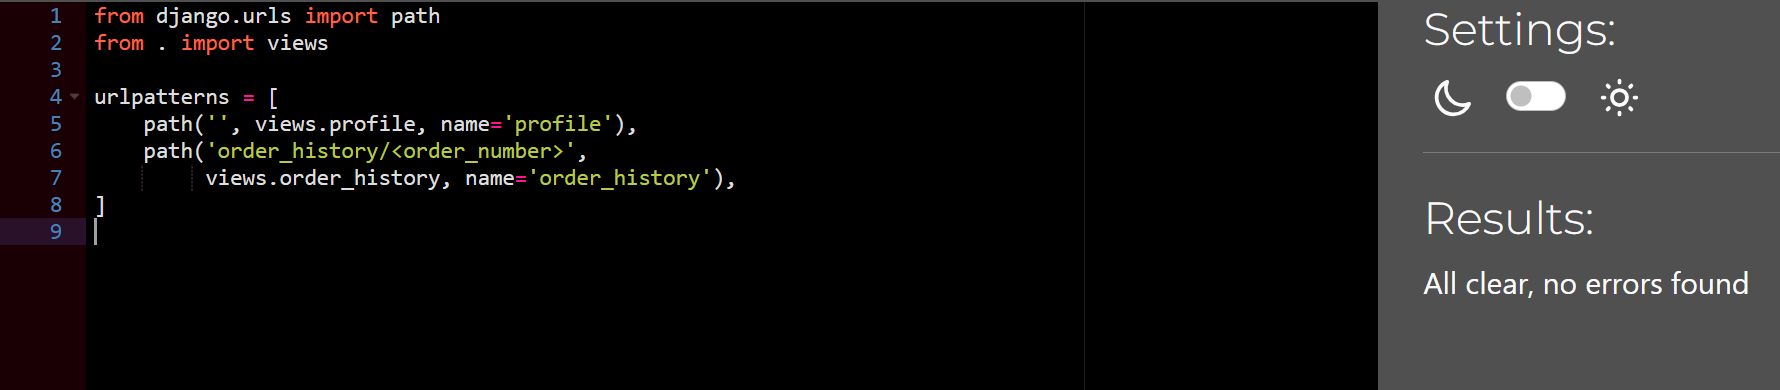 1 from django.urls import path
2 from . import views
3
4 urlpatterns = [
5     path('', views.profile, name='profile'),
6     path('order_history/<order_number>',
7          views.order_history, name='order_history'),
8 ]
9
Settings:
Results:
All clear, no errors found